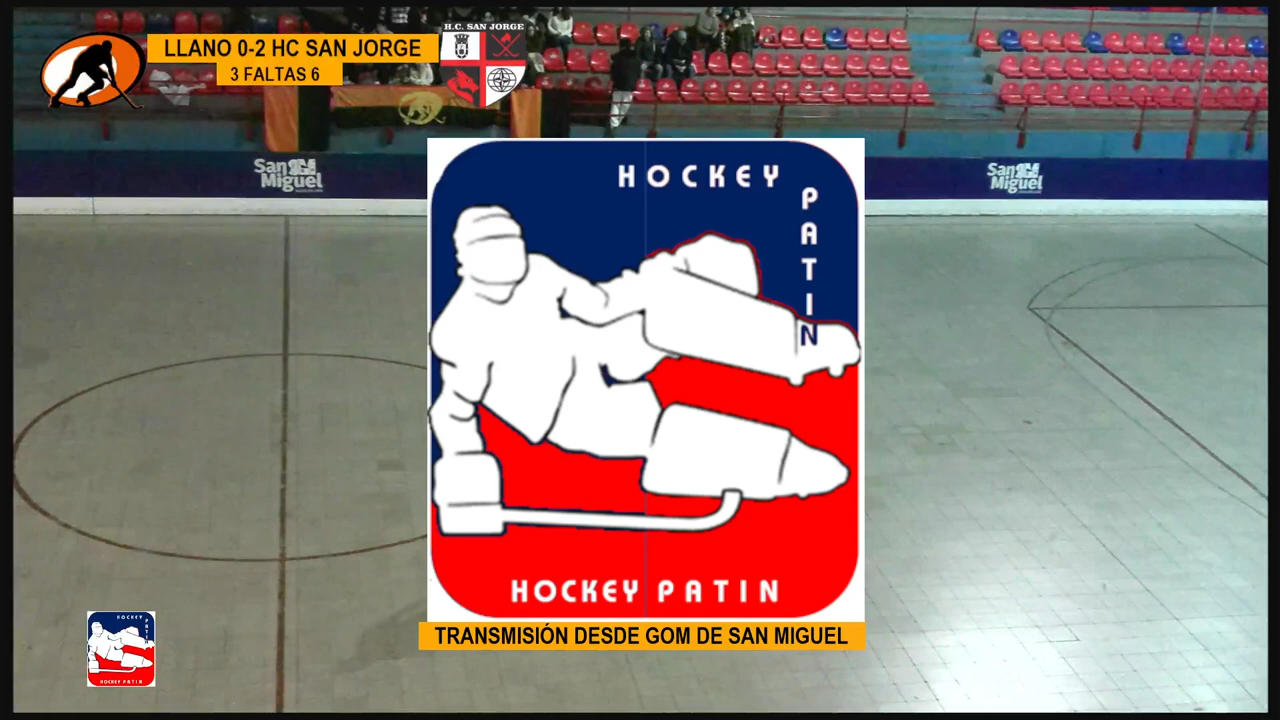 LLANO 0-2 HC SAN JORGE
3 FALTAS 6
H.C. SAN JORGE
San Miguel
San Miguel
HOCKEY
PATIN
HOCKEY PATIN
TRANSMISIÓN DESDE GOM DE SAN MIGUEL
HOCKEY
PATIN
HOCKEY PATIN